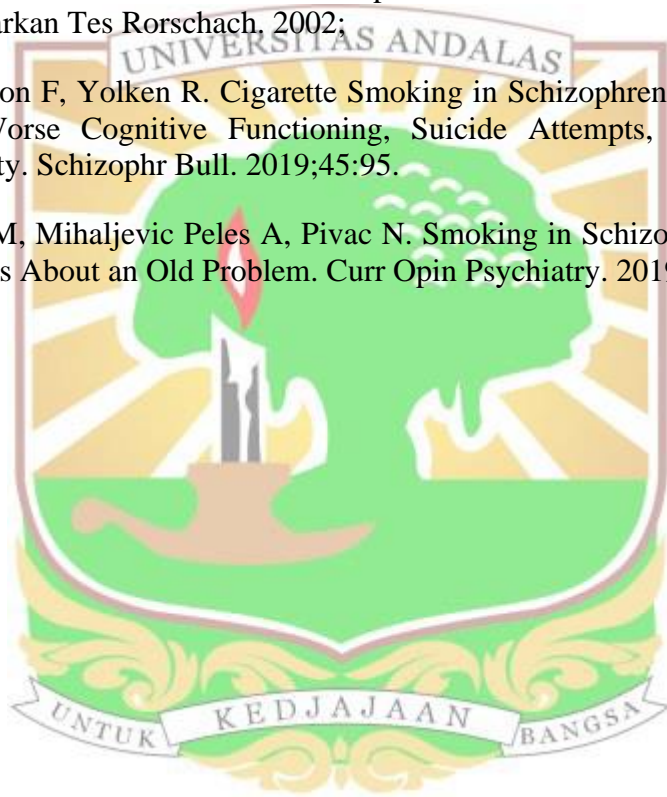 arkan Tes Rorschach. 2002;
UNIVERSITAS ANDALAS
on F, Yolken R. Cigarette Smoking in Schizophren
Worse Cognitive Functioning, Suicide Attempts,
ty. Schizophr Bull. 2019;45:95.
M, Mihaljevic Peles A, Pivac N. Smoking in Schizo
s About an Old Problem. Curr Opin Psychiatry. 2019
UNTUK KEDJAJAAN BANGSA